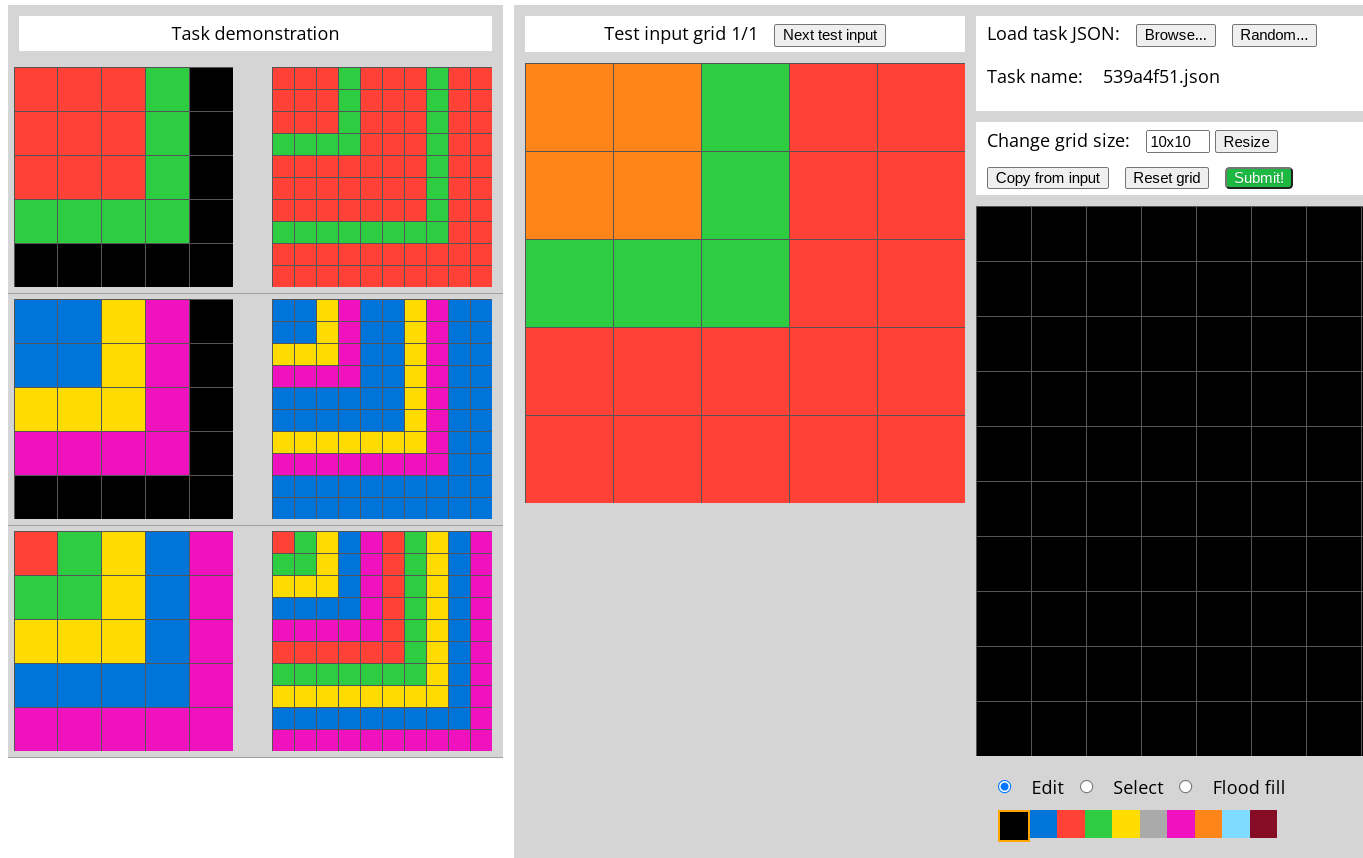 Task demonstration
Test input grid 1/1 Next test input
Load task JSON: Browse... Random...
Task name: 539a4f51.json
Change grid size: 10x10 Resize
Copy from input Reset grid Submit!
Edit Select Flood fill